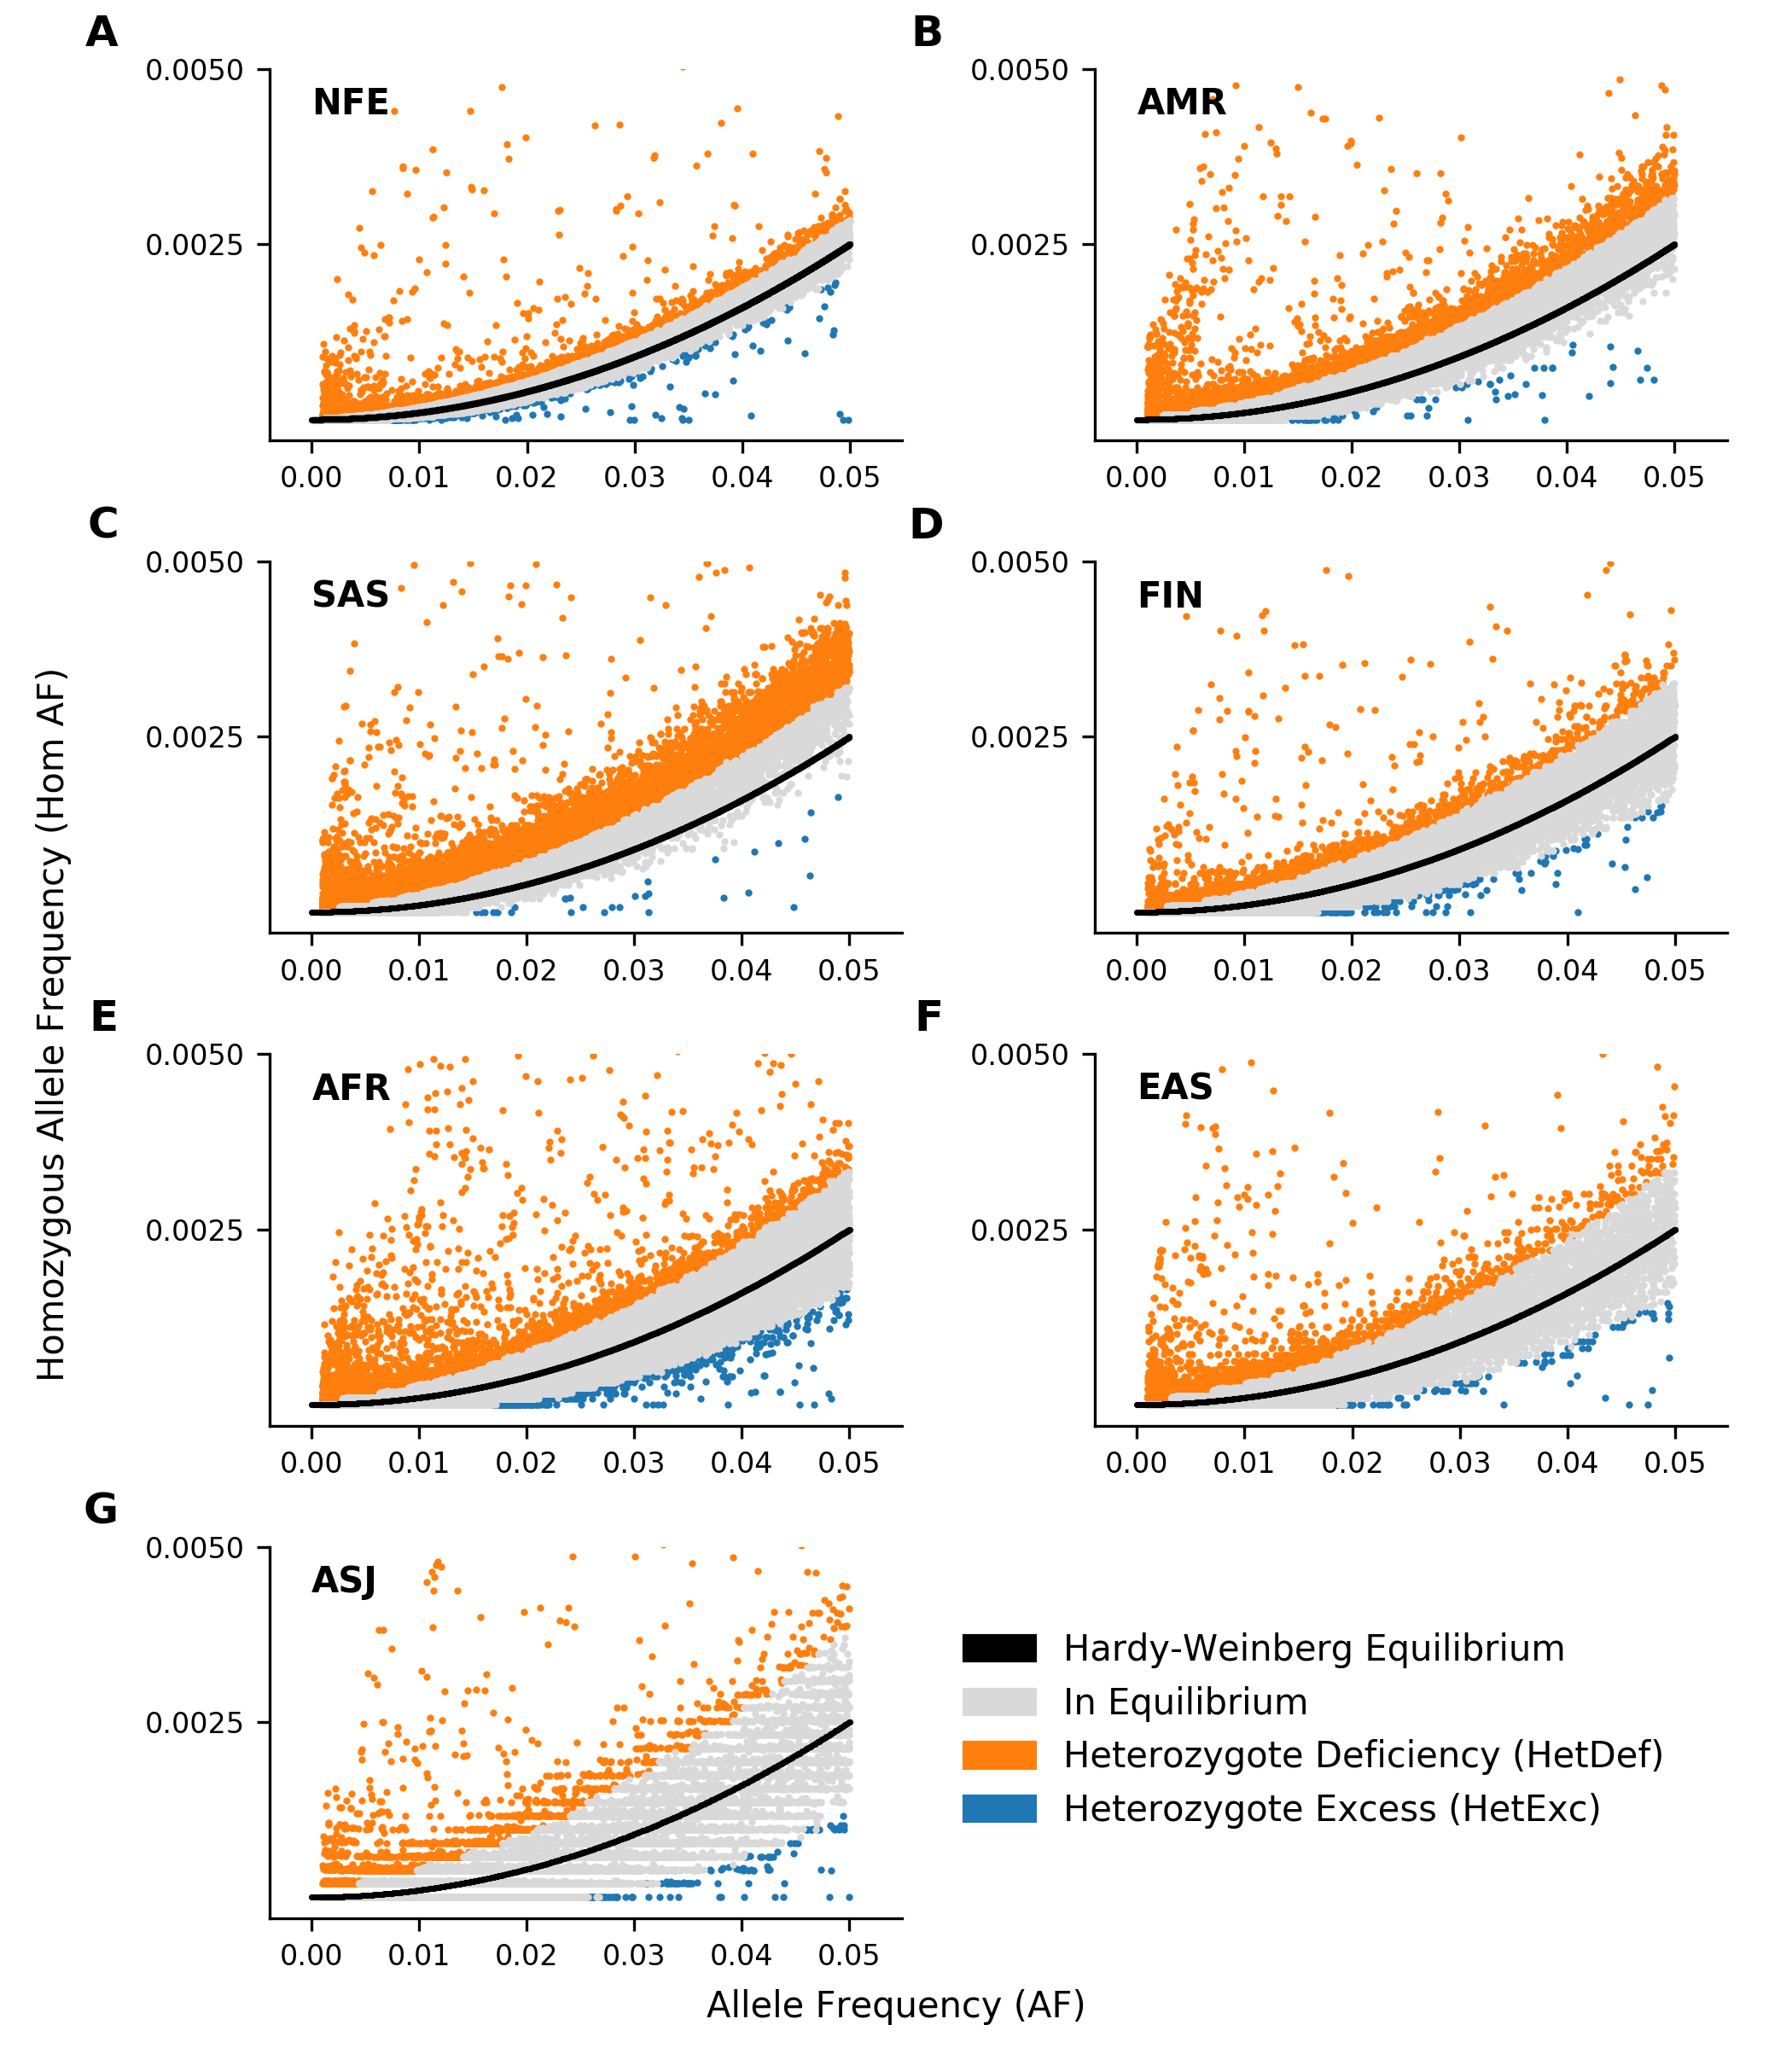 A
B
0.0050
NFE
0.0025
0.00 0.01 0.02 0.03 0.04 0.05
0.0050
AMR
0.0025
0.00 0.01 0.02 0.03 0.04 0.05
C
D
0.0050
SAS
0.0025
0.00 0.01 0.02 0.03 0.04 0.05
0.0050
FIN
0.0025
0.00 0.01 0.02 0.03 0.04 0.05
E
F
0.0050
AFR
0.0025
0.00 0.01 0.02 0.03 0.04 0.05
0.0050
EAS
0.0025
0.00 0.01 0.02 0.03 0.04 0.05
G
0.0050
ASJ
0.0025
0.00 0.01 0.02 0.03 0.04 0.05
Hardy-Weinberg Equilibrium
In Equilibrium
Heterozygote Deficiency (HetDef)
Heterozygote Excess (HetExc)
Homozygous Allele Frequency (Hom AF)
Allele Frequency (AF)